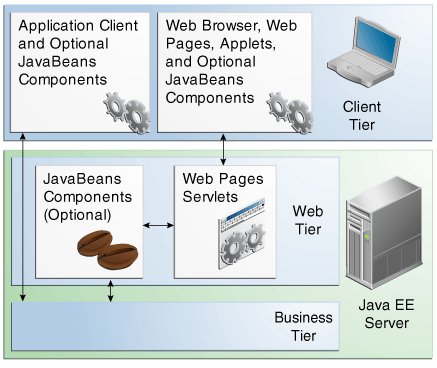 Application Client
and Optional
JavaBeans
Components
Web Browser, Web
Pages, Applets,
and Optional
JavaBeans
Components
Client
Tier
JavaBeans
Components
(Optional)
Web Pages
Servlets
Web
Tier
Java EE
Server
Business
Tier